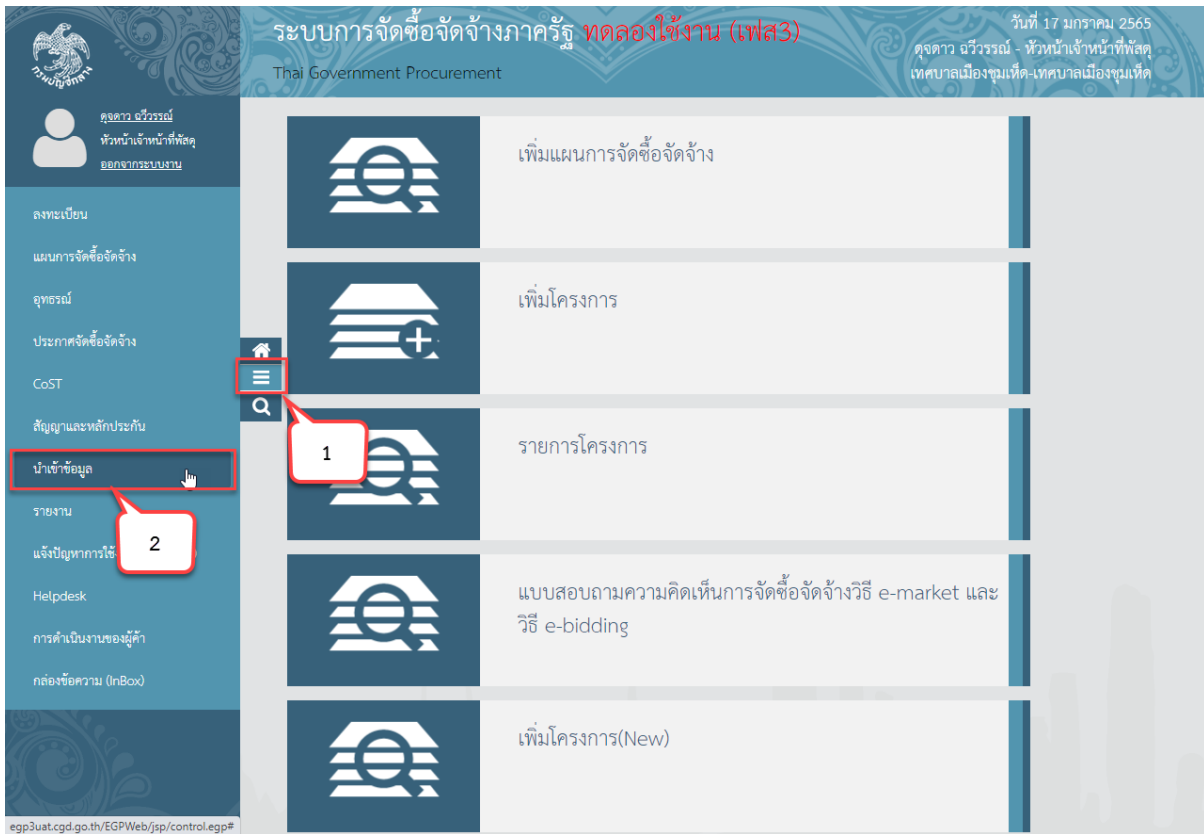 กรมบัญชีกลาง
ระบบการจัดซื้อจัดจ้างภาครัฐ ทดลองใช้งาน (เฟส3)
Thai Government Procurement
วันที่ 17 มกราคม 2565
ดุจดาว ฉวีวรรณ์ - หัวหน้าเจ้าหน้าที่พัสดุ
เทศบาลเมืองชุมเห็ด-เทศบาลเมืองชุมเห็ด
ดุจดาว ฉวีวรรณ์
หัวหน้าเจ้าหน้าที่พัสดุ
ออกจากระบบงาน
ลงทะเบียน
แผนการจัดซื้อจัดจ้าง
อุทธรณ์
ประกาศจัดซื้อจัดจ้าง
CoST
สัญญาและหลักประกัน
นำเข้าข้อมูล
รายงาน
แจ้งปัญหาการใช้
Helpdesk
การดำเนินงานของผู้ค้า
กล่องข้อความ (InBox)
1
2
เพิ่มแผนการจัดซื้อจัดจ้าง
เพิ่มโครงการ
รายการโครงการ
แบบสอบถามความคิดเห็นการจัดซื้อจัดจ้างวิธี e-market และ
วิธี e-bidding
เพิ่มโครงการ(New)
egp3uat.cgd.go.th/EGPWeb/jsp/control.egp#